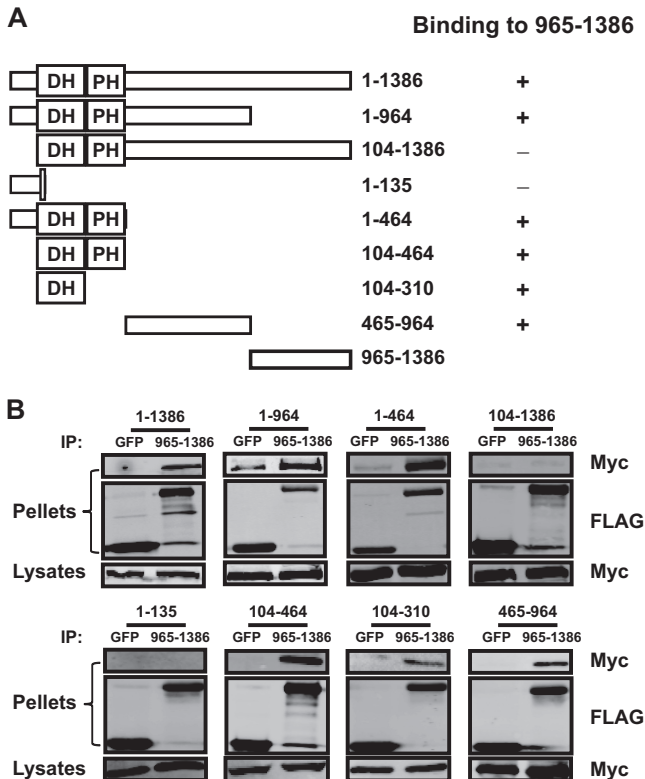 A
Binding to 965-1386
DH PH 1-1386 +
DH PH 1-964 +
DH PH 104-1386 –
1-135 –
DH PH 1-464 +
DH PH 104-464 +
DH 104-310 +
465-964 +
965-1386
B
1-1386 1-964 1-464 104-1386
IP: GFP 965-1386 GFP 965-1386 GFP 965-1386 GFP 965-1386
Myc
Pellets
FLAG
Lysates Myc
1-135 104-464 104-310 465-964
IP: GFP 965-1386 GFP 965-1386 GFP 965-1386 GFP 965-1386
Myc
Pellets
FLAG
Lysates Myc